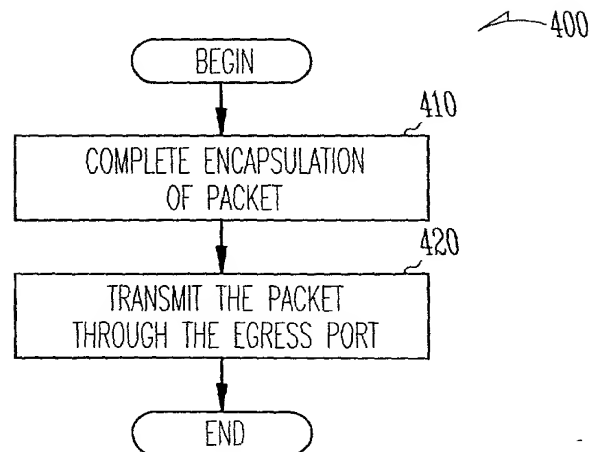 400
BEGIN
410
COMPLETE ENCAPSULATION
OF PACKET
420
TRANSMIT THE PACKET
THROUGH THE EGRESS PORT
END